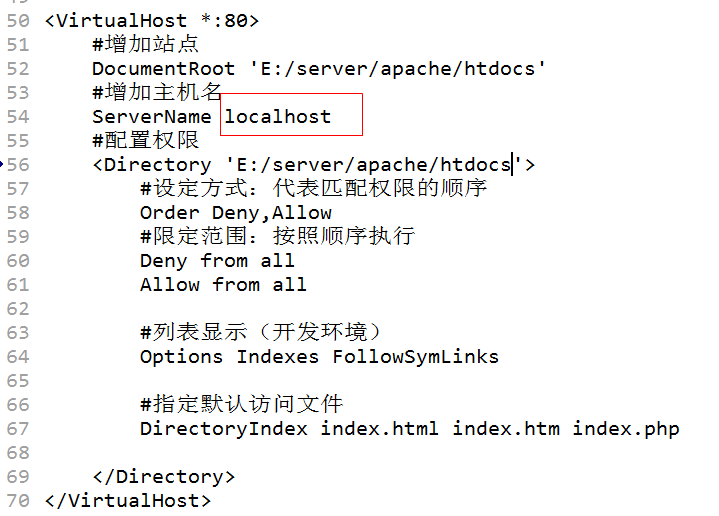 50 <VirtualHost *:80>
51     #增加站点
52     DocumentRoot 'E:/server/apache/htdocs'
53     #增加主机名
54     ServerName localhost
55     #配置权限
56     <Directory 'E:/server/apache/htdocs'>
57         #设定方式：代表匹配权限的顺序
58         Order Deny,Allow
59         #限定范围：按照顺序执行
60         Deny from all
61         Allow from all
62
63         #列表显示（开发环境）
64         Options Indexes FollowSymLinks
65
66         #指定默认访问文件
67         DirectoryIndex index.html index.htm index.php
68
69     </Directory>
70 </VirtualHost>